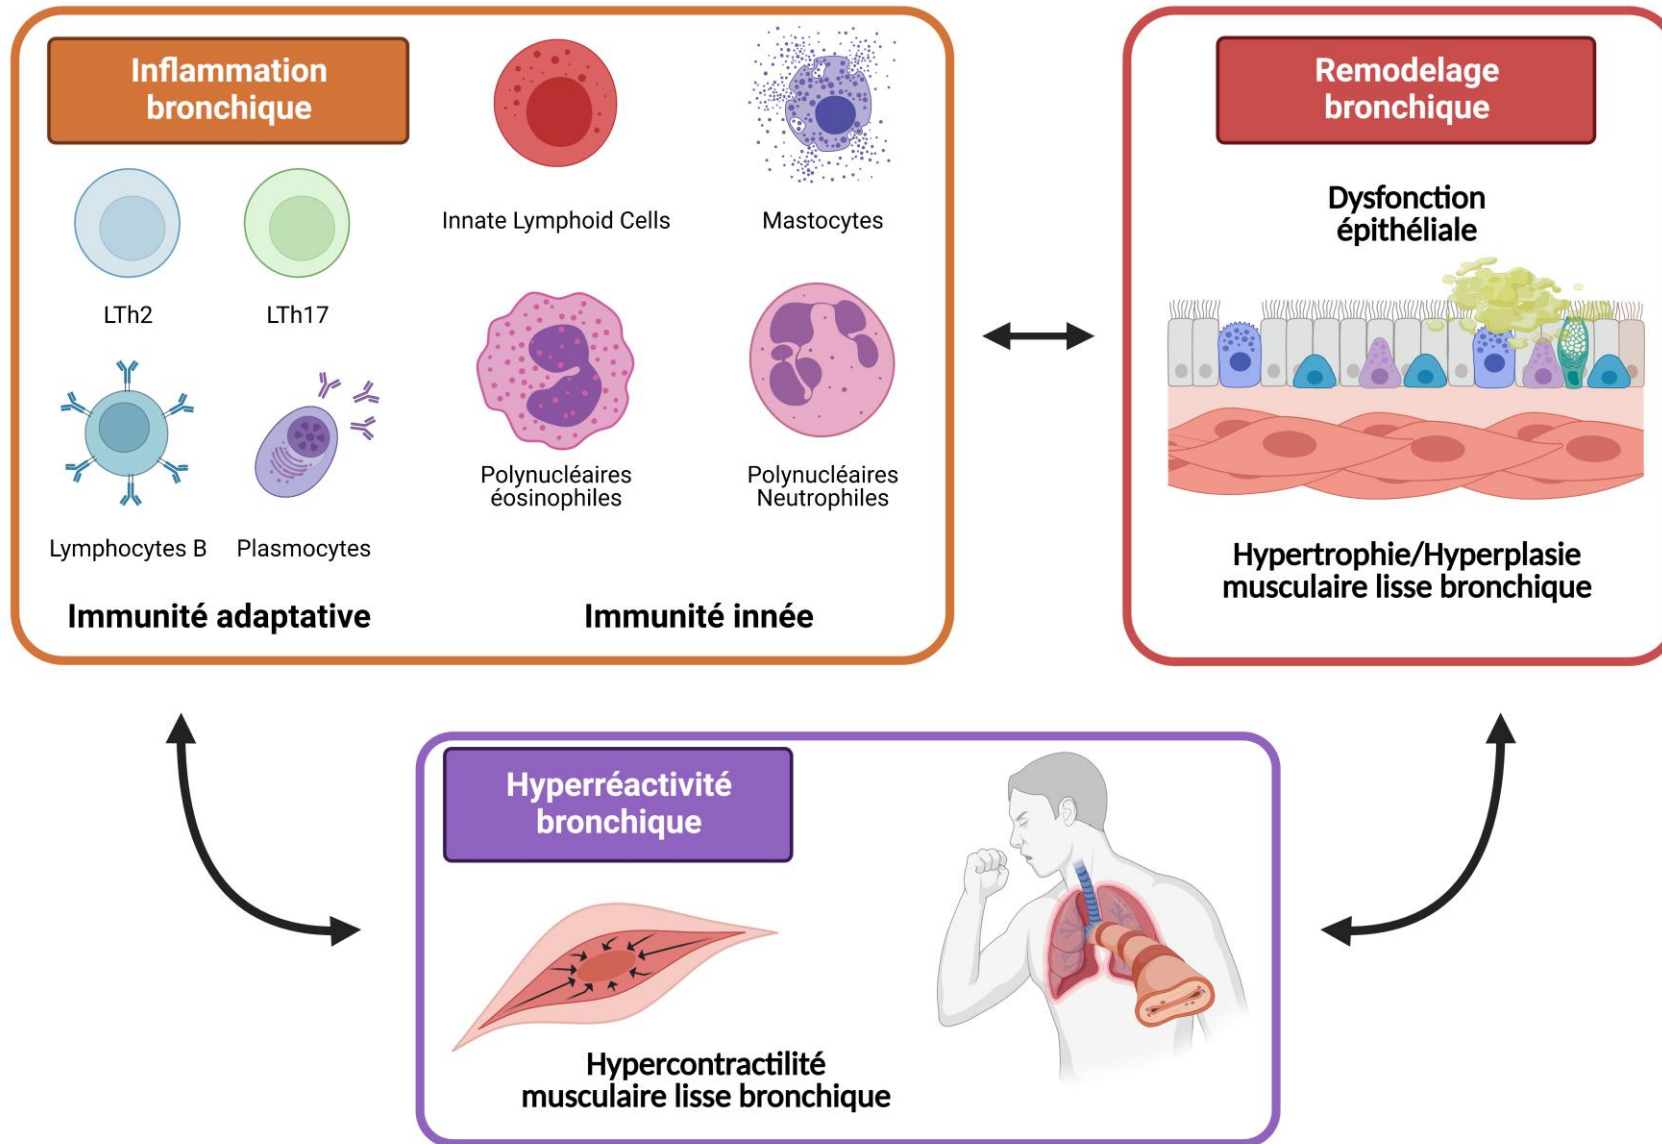 Inflammation
bronchique
Innate Lymphoid Cells
Mastocytes
LTh2
LTh17
Lymphocytes B
Plasmocytes
Polynucléaires
éosinophiles
Polynucléaires
Neutrophiles
Immunité adaptative
Immunité innée
Remodelage
bronchique
Dysfonction
épithéliale
Hypertrophie/Hyperplasie
musculaire lisse bronchique
Hyperréactivité
bronchique
Hypercontractilité
musculaire lisse bronchique